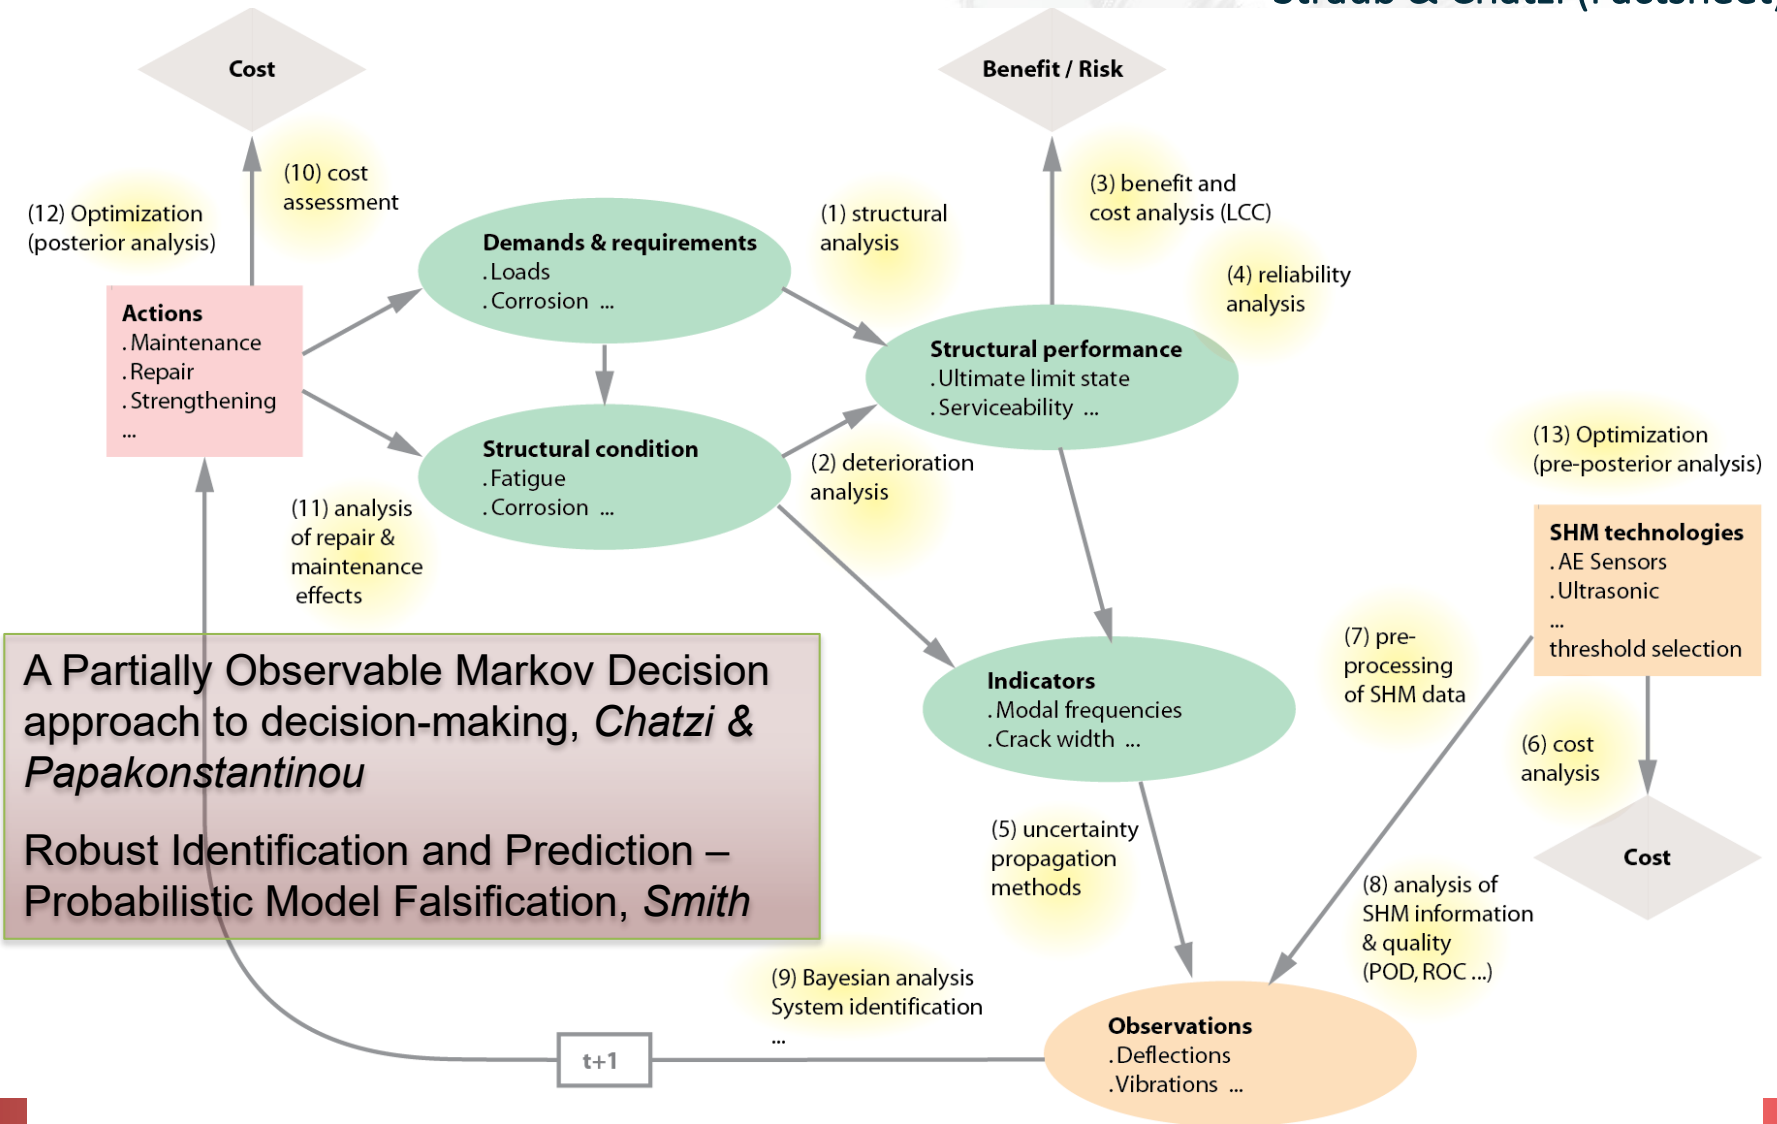 Straub & Chatzi (Factsheet)
Cost
Benefit / Risk
(10) cost
assessment
(12) Optimization
(posterior analysis)
(3) benefit and
cost analysis (LCC)
(1) structural
analysis
Demands & requirements
. Loads
. Corrosion ...
(4) reliability
analysis
Actions
. Maintenance
. Repair
. Strengthening
...
Structural performance
. Ultimate limit state
. Serviceability ...
Structural condition
. Fatigue
. Corrosion ...
(2) deterioration
analysis
(13) Optimization
(pre-posterior analysis)
(11) analysis
of repair &
maintenance
effects
SHM technologies
. AE Sensors
. Ultrasonic
...
threshold selection
(7) pre-
processing
of SHM data
A Partially Observable Markov Decision
approach to decision-making, Chatzi &
Papakonstantinou
Robust Identification and Prediction –
Probabilistic Model Falsification, Smith
Indicators
. Modal frequencies
. Crack width ...
(6) cost
analysis
(5) uncertainty
propagation
methods
Cost
(8) analysis of
SHM information
& quality
(POD, ROC ...)
(9) Bayesian analysis
System identification
...
Observations
. Deflections
. Vibrations ...
t+1